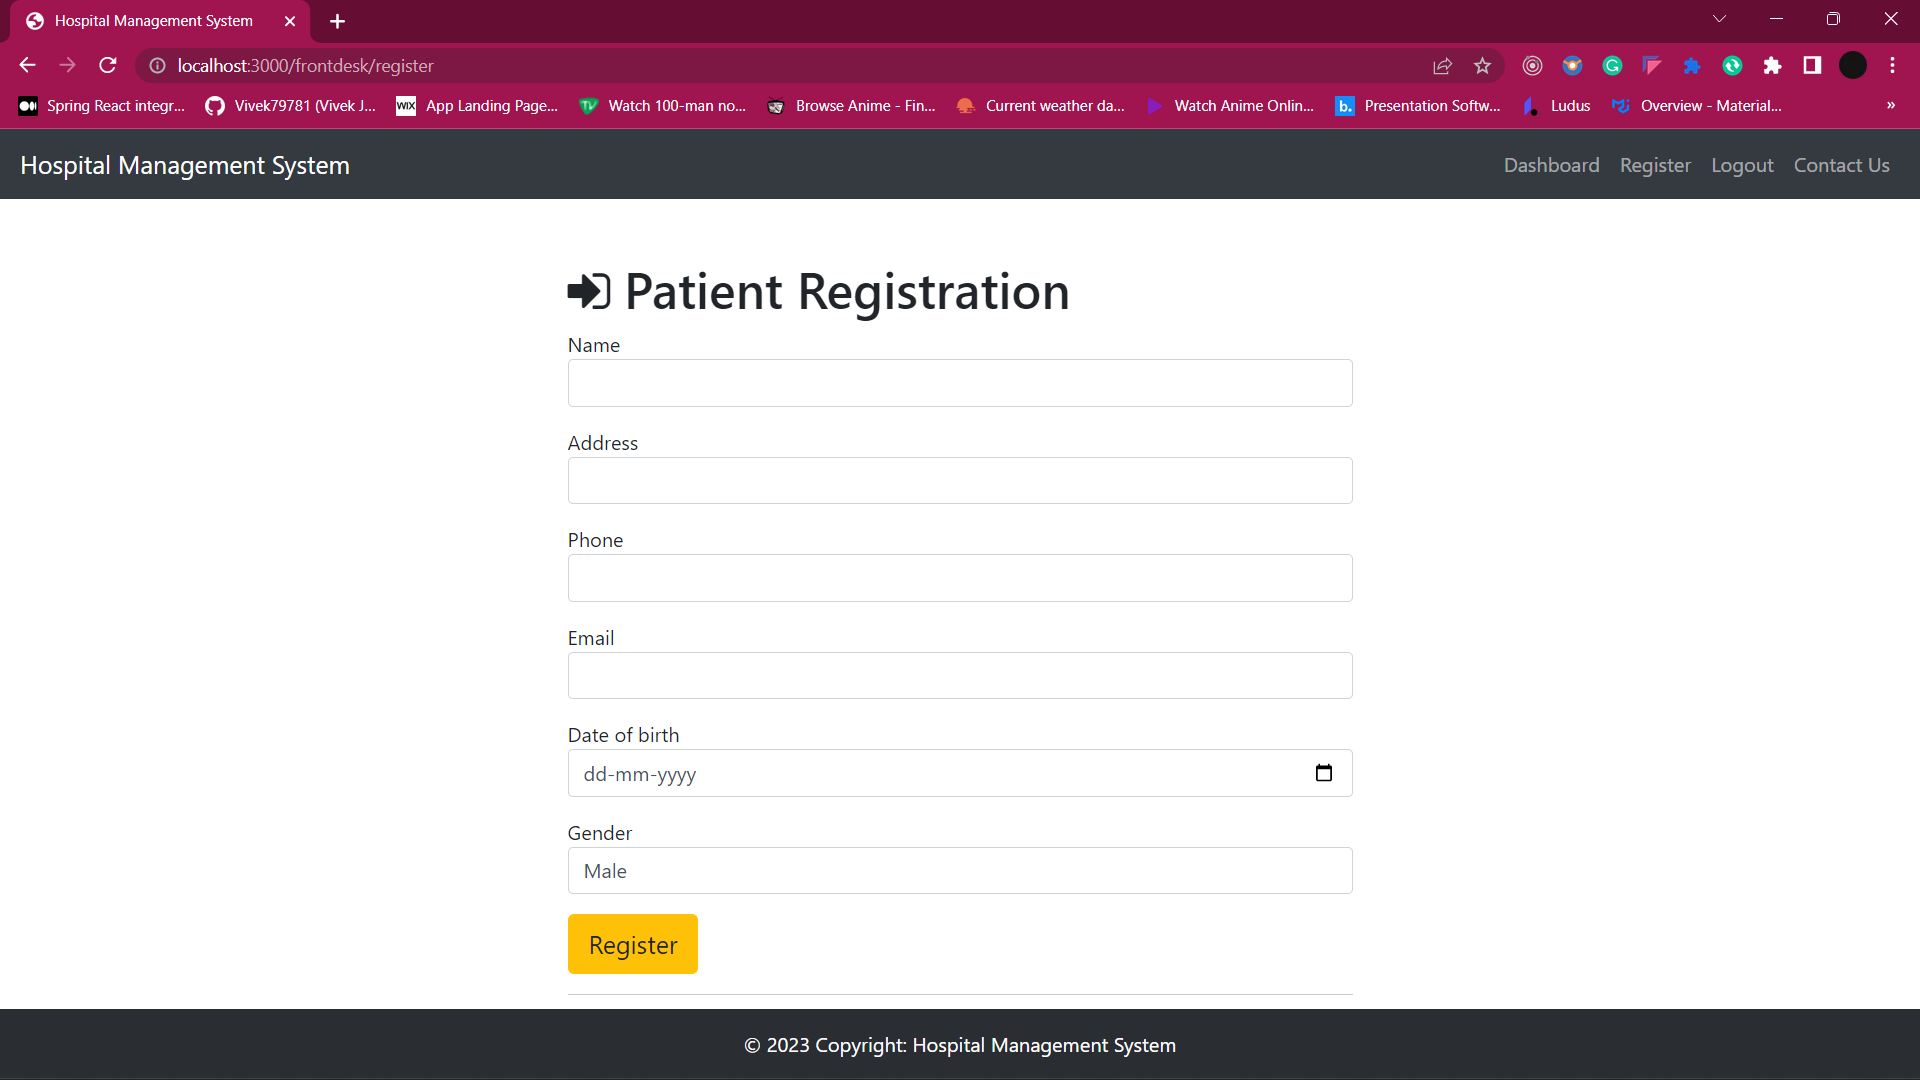 Hospital Management System
localhost:3000/frontdesk/register
Spring React integr... Vivek79781 (Vivek J... WIX App Landing Page... TV Watch 100-man no... Browse Anime - Fin... Current weather da... Watch Anime Onlin... b. Presentation Softw... Ludus Overview - Material... »
Hospital Management System Dashboard Register Logout Contact Us
Patient Registration
Name
Address
Phone
Email
Date of birth
dd-mm-yyyy
Gender
Male
Register
© 2023 Copyright: Hospital Management System